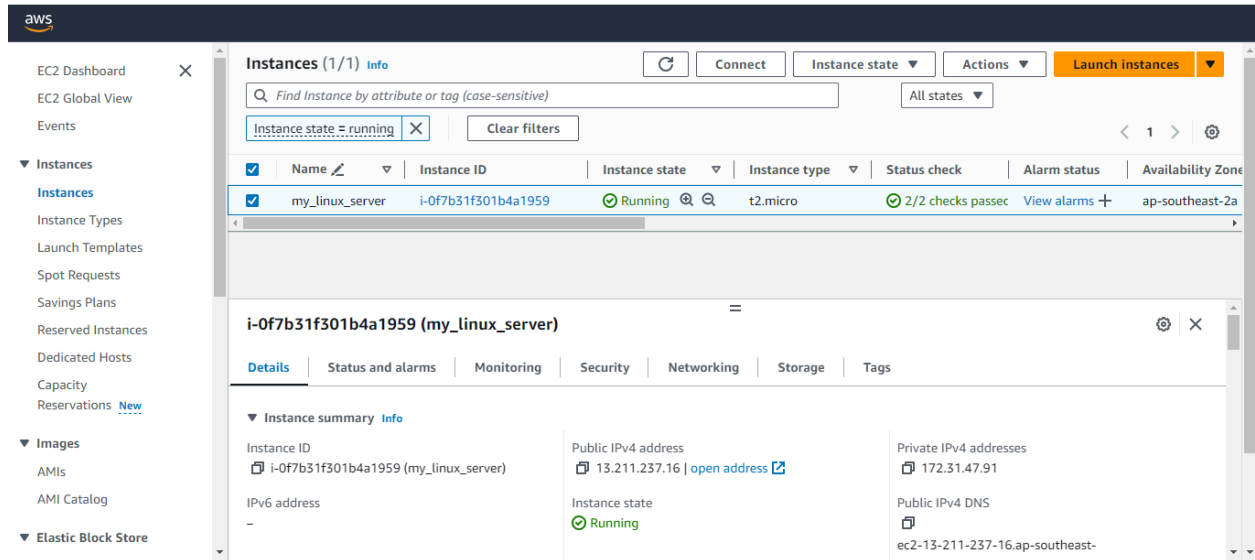 aws
EC2 Dashboard
EC2 Global View
Events
Instances
Instances
Instance Types
Launch Templates
Spot Requests
Savings Plans
Reserved Instances
Dedicated Hosts
Capacity
Reservations New
Images
AMIs
AMI Catalog
Elastic Block Store
Instances (1/1) Info
Connect
Instance state
Actions
Launch instances
Find Instance by attribute or tag (case-sensitive)
All states
Instance state = running
Clear filters
1
Name Instance ID Instance state Instance type Status check Alarm status Availability Zone
my_linux_server i-0f7b31f301b4a1959 Running t2.micro 2/2 checks passec View alarms + ap-southeast-2a
i-0f7b31f301b4a1959 (my_linux_server)
Details Status and alarms Monitoring Security Networking Storage Tags
Instance summary Info
Instance ID
i-0f7b31f301b4a1959 (my_linux_server)
Public IPv4 address
13.211.237.16 | open address
Private IPv4 addresses
172.31.47.91
IPv6 address
–
Instance state
Running
Public IPv4 DNS
ec2-13-211-237-16.ap-southeast-